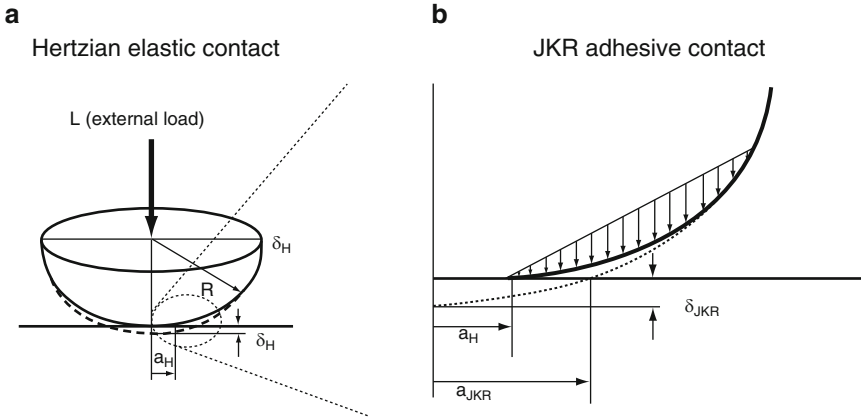 a
Hertzian elastic contact
L (external load)
δH
R
δH
aH
b
JKR adhesive contact
δJKR
aH
aJKR